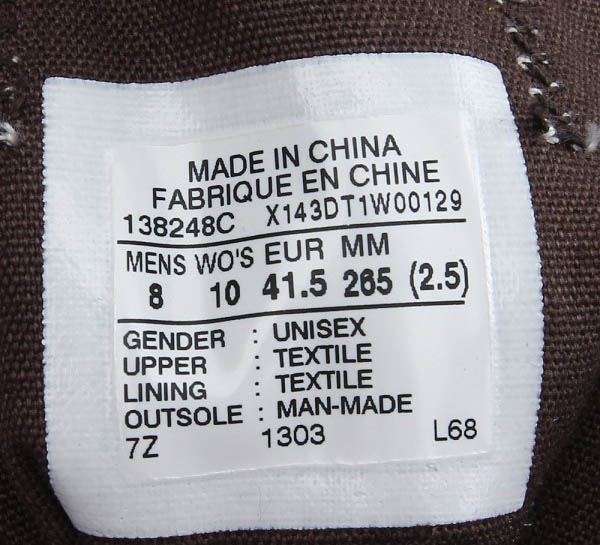 MADE IN CHINA
FABRIQUE EN CHINE
138248C X143DT1W00129
MENS WO'S EUR MM
8 10 41.5 265 (2.5)
GENDER : UNISEX
UPPER : TEXTILE
LINING : TEXTILE
OUTSOLE : MAN-MADE
7Z 1303 L68